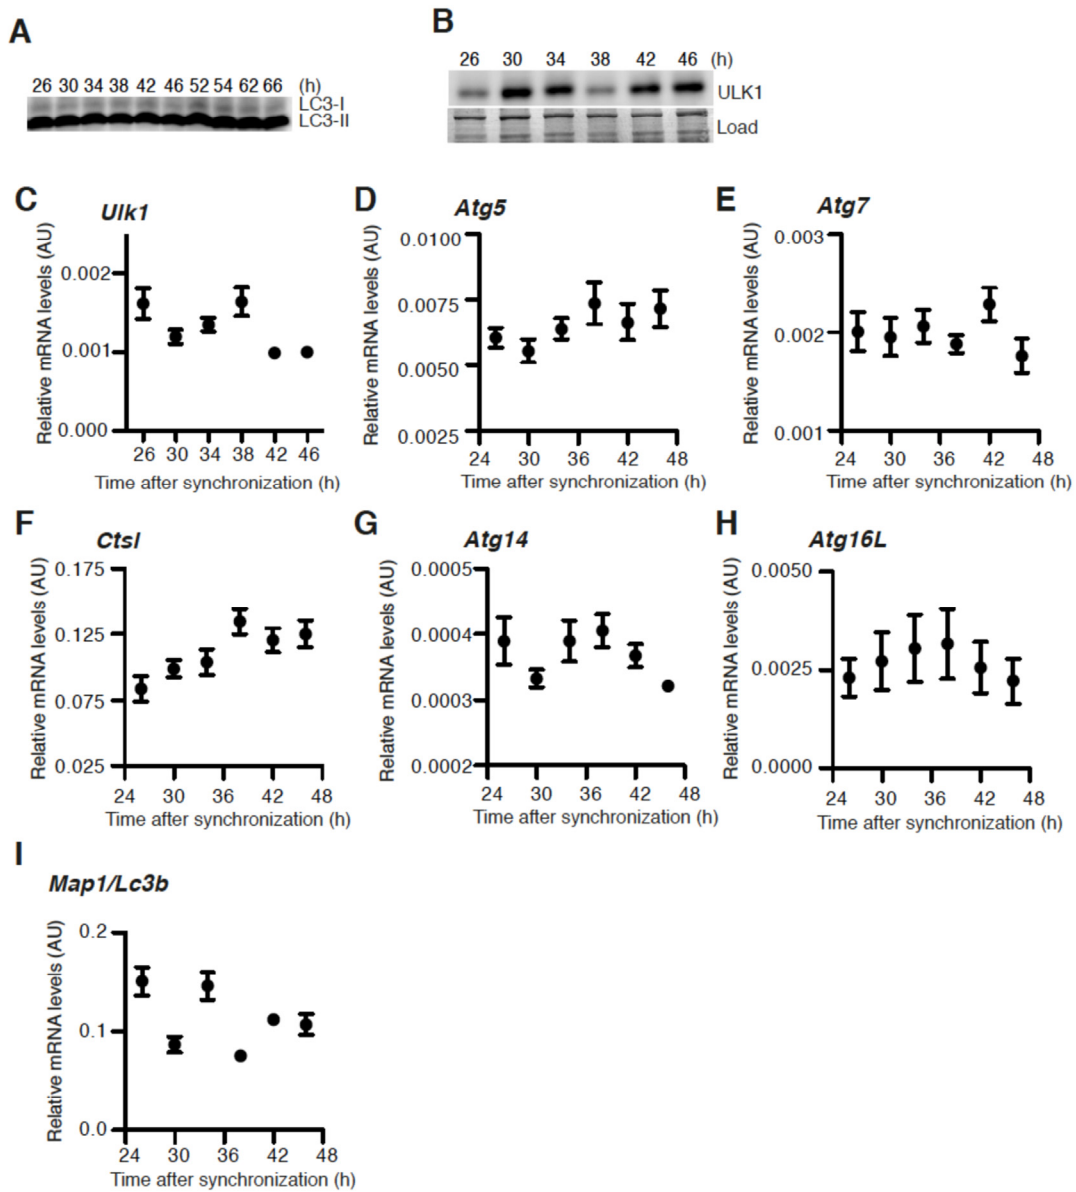 A
26 30 34 38 42 46 52 54 62 66 (h)
LC3-I
LC3-II
B
26 30 34 38 42 46 (h)
ULK1
Load
C
Ulk1
Relative mRNA levels (AU)
0.002
0.001
0.000
26 30 34 38 42 46
Time after synchronization (h)
D
Atg5
Relative mRNA levels (AU)
0.0100
0.0075
0.0050
0.0025
24 30 36 42 48
Time after synchronization (h)
E
Atg7
Relative mRNA levels (AU)
0.003
0.002
0.001
24 30 36 42 48
Time after synchronization (h)
F
Ctsl
Relative mRNA levels (AU)
0.175
0.125
0.075
0.025
24 30 36 42 48
Time after synchronization (h)
G
Atg14
Relative mRNA levels (AU)
0.0005
0.0004
0.0003
0.0002
24 30 36 42 48
Time after synchronization (h)
H
Atg16L
Relative mRNA levels (AU)
0.0050
0.0025
0.0000
24 30 36 42 48
Time after synchronization (h)
I
Map1/Lc3b
Relative mRNA levels (AU)
0.2
0.1
0.0
24 30 36 42 48
Time after synchronization (h)